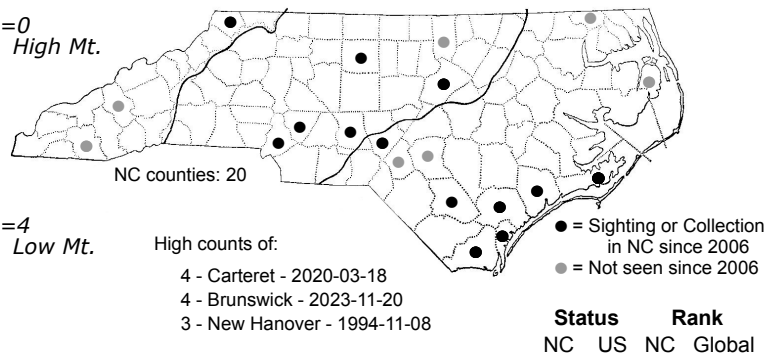 =0
High Mt.
NC counties: 20
=4
Low Mt.
High counts of:
4 - Carteret - 2020-03-18
4 - Brunswick - 2023-11-20
3 - New Hanover - 1994-11-08
= Sighting or Collection
in NC since 2006
= Not seen since 2006
Status Rank
NC US NC Global